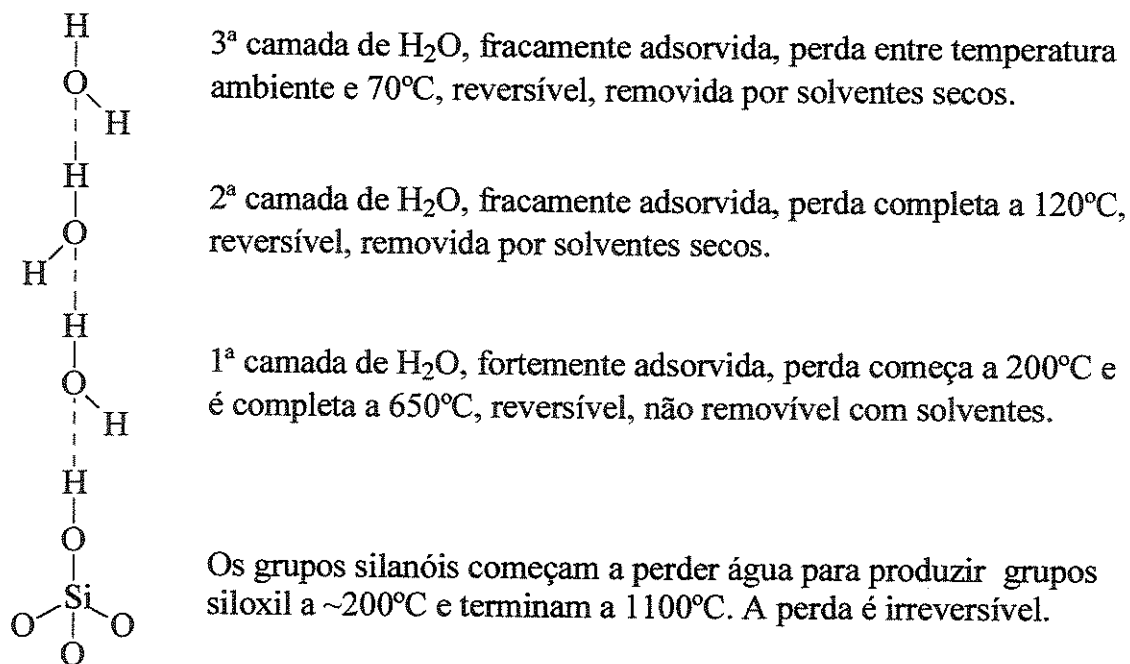 H
O
H
3ª camada de H₂O, fracamente adsorvida, perda entre temperatura
ambiente e 70ºC, reversível, removida por solventes secos.
H
O
H
2ª camada de H₂O, fracamente adsorvida, perda completa a 120ºC,
reversível, removida por solventes secos.
H
O
H
1ª camada de H₂O, fortemente adsorvida, perda começa a 200ºC e
é completa a 650ºC, reversível, não removível com solventes.
H
O
Si
O O
O
Os grupos silanóis começam a perder água para produzir grupos
siloxil a ~200ºC e terminam a 1100ºC. A perda é irreversível.